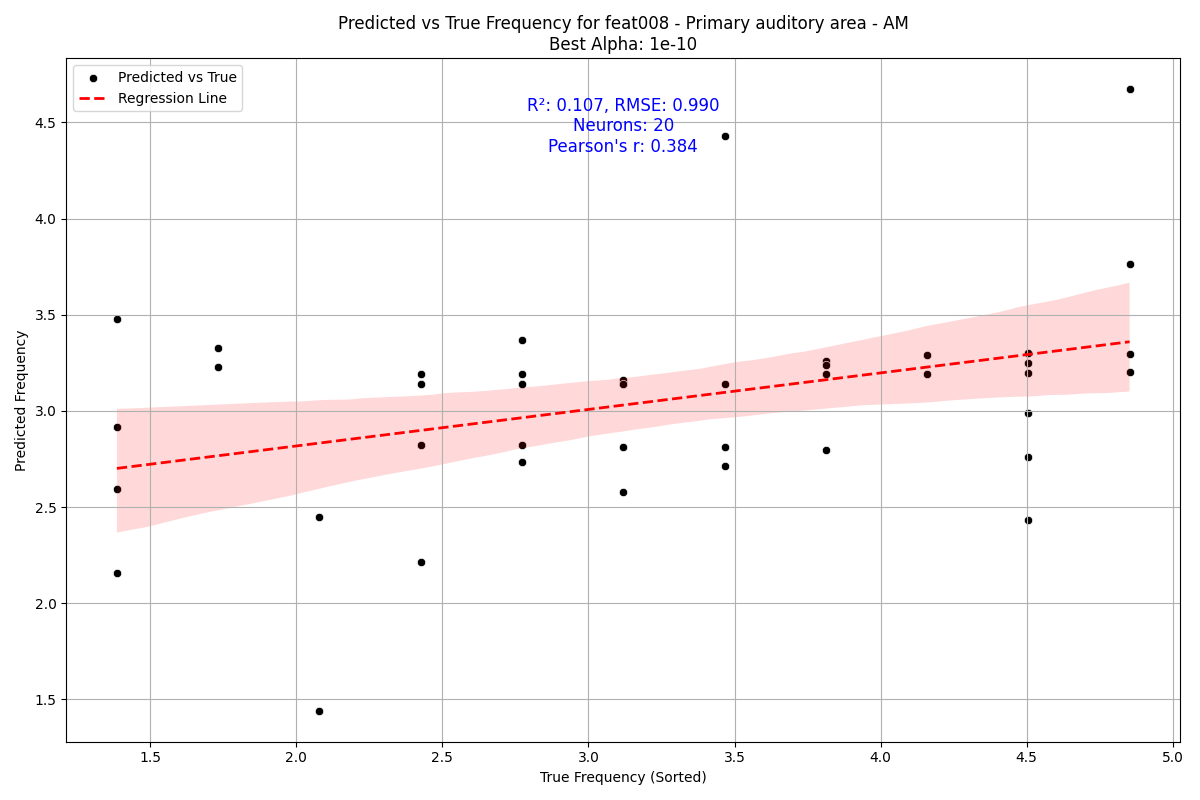 Predicted vs True Frequency for feat008 - Primary auditory area - AM
Best Alpha: 1e-10
Predicted vs True
Regression Line
R²: 0.107, RMSE: 0.990
Neurons: 20
Pearson's r: 0.384
Predicted Frequency
4.5
4.0
3.5
3.0
2.5
2.0
1.5
1.5
2.0
2.5
3.0
3.5
4.0
4.5
5.0
True Frequency (Sorted)